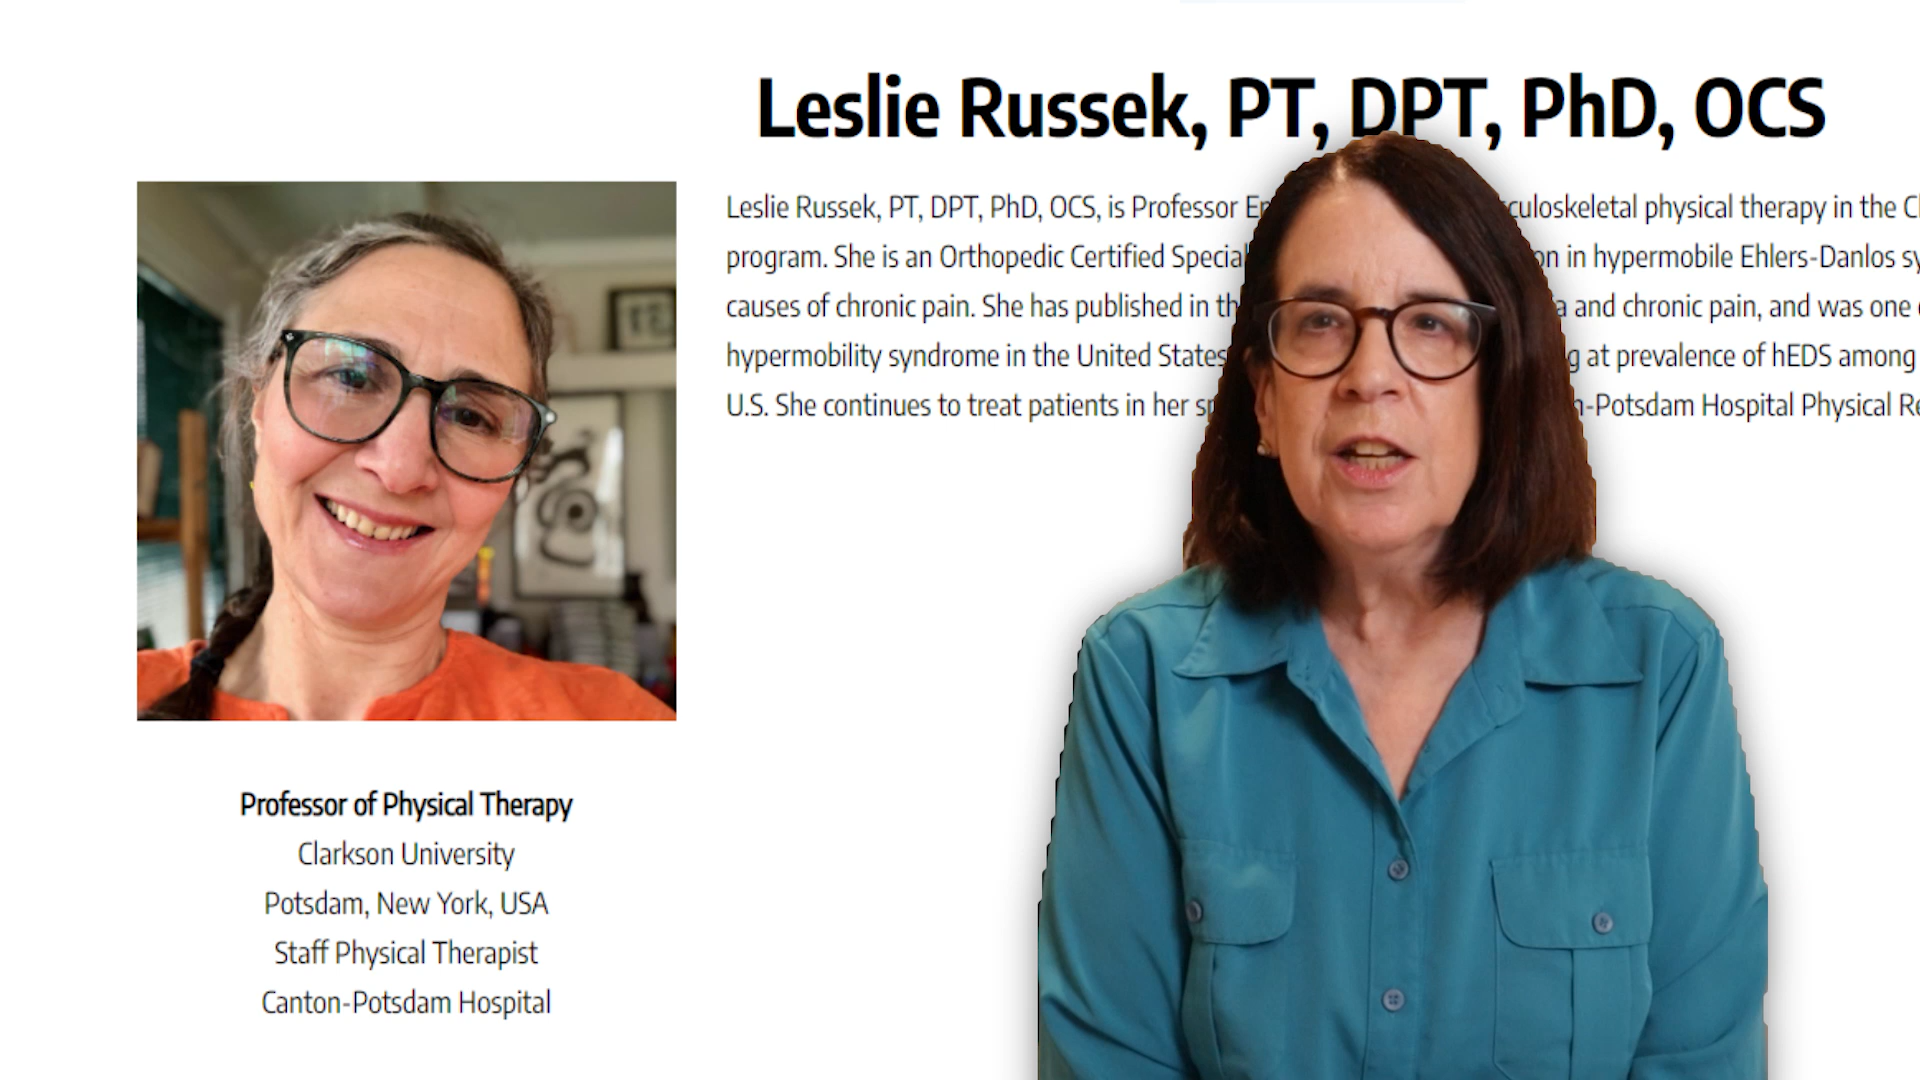 Leslie Russek, PT, DPT, PhD, OCS
Leslie Russek, PT, DPT, PhD, OCS, is Professor physical therapy in the
program. She is an Orthopedic Certified in hypermobile Ehlers-Danlos
causes of chronic pain. She has published in and chronic pain, and was one
hypermobility syndrome in the United States at prevalence of hEDS among
U.S. She continues to treat patients in her -Potsdam Hospital Physical
Professor of Physical Therapy
Clarkson University
Potsdam, New York, USA
Staff Physical Therapist
Canton-Potsdam Hospital